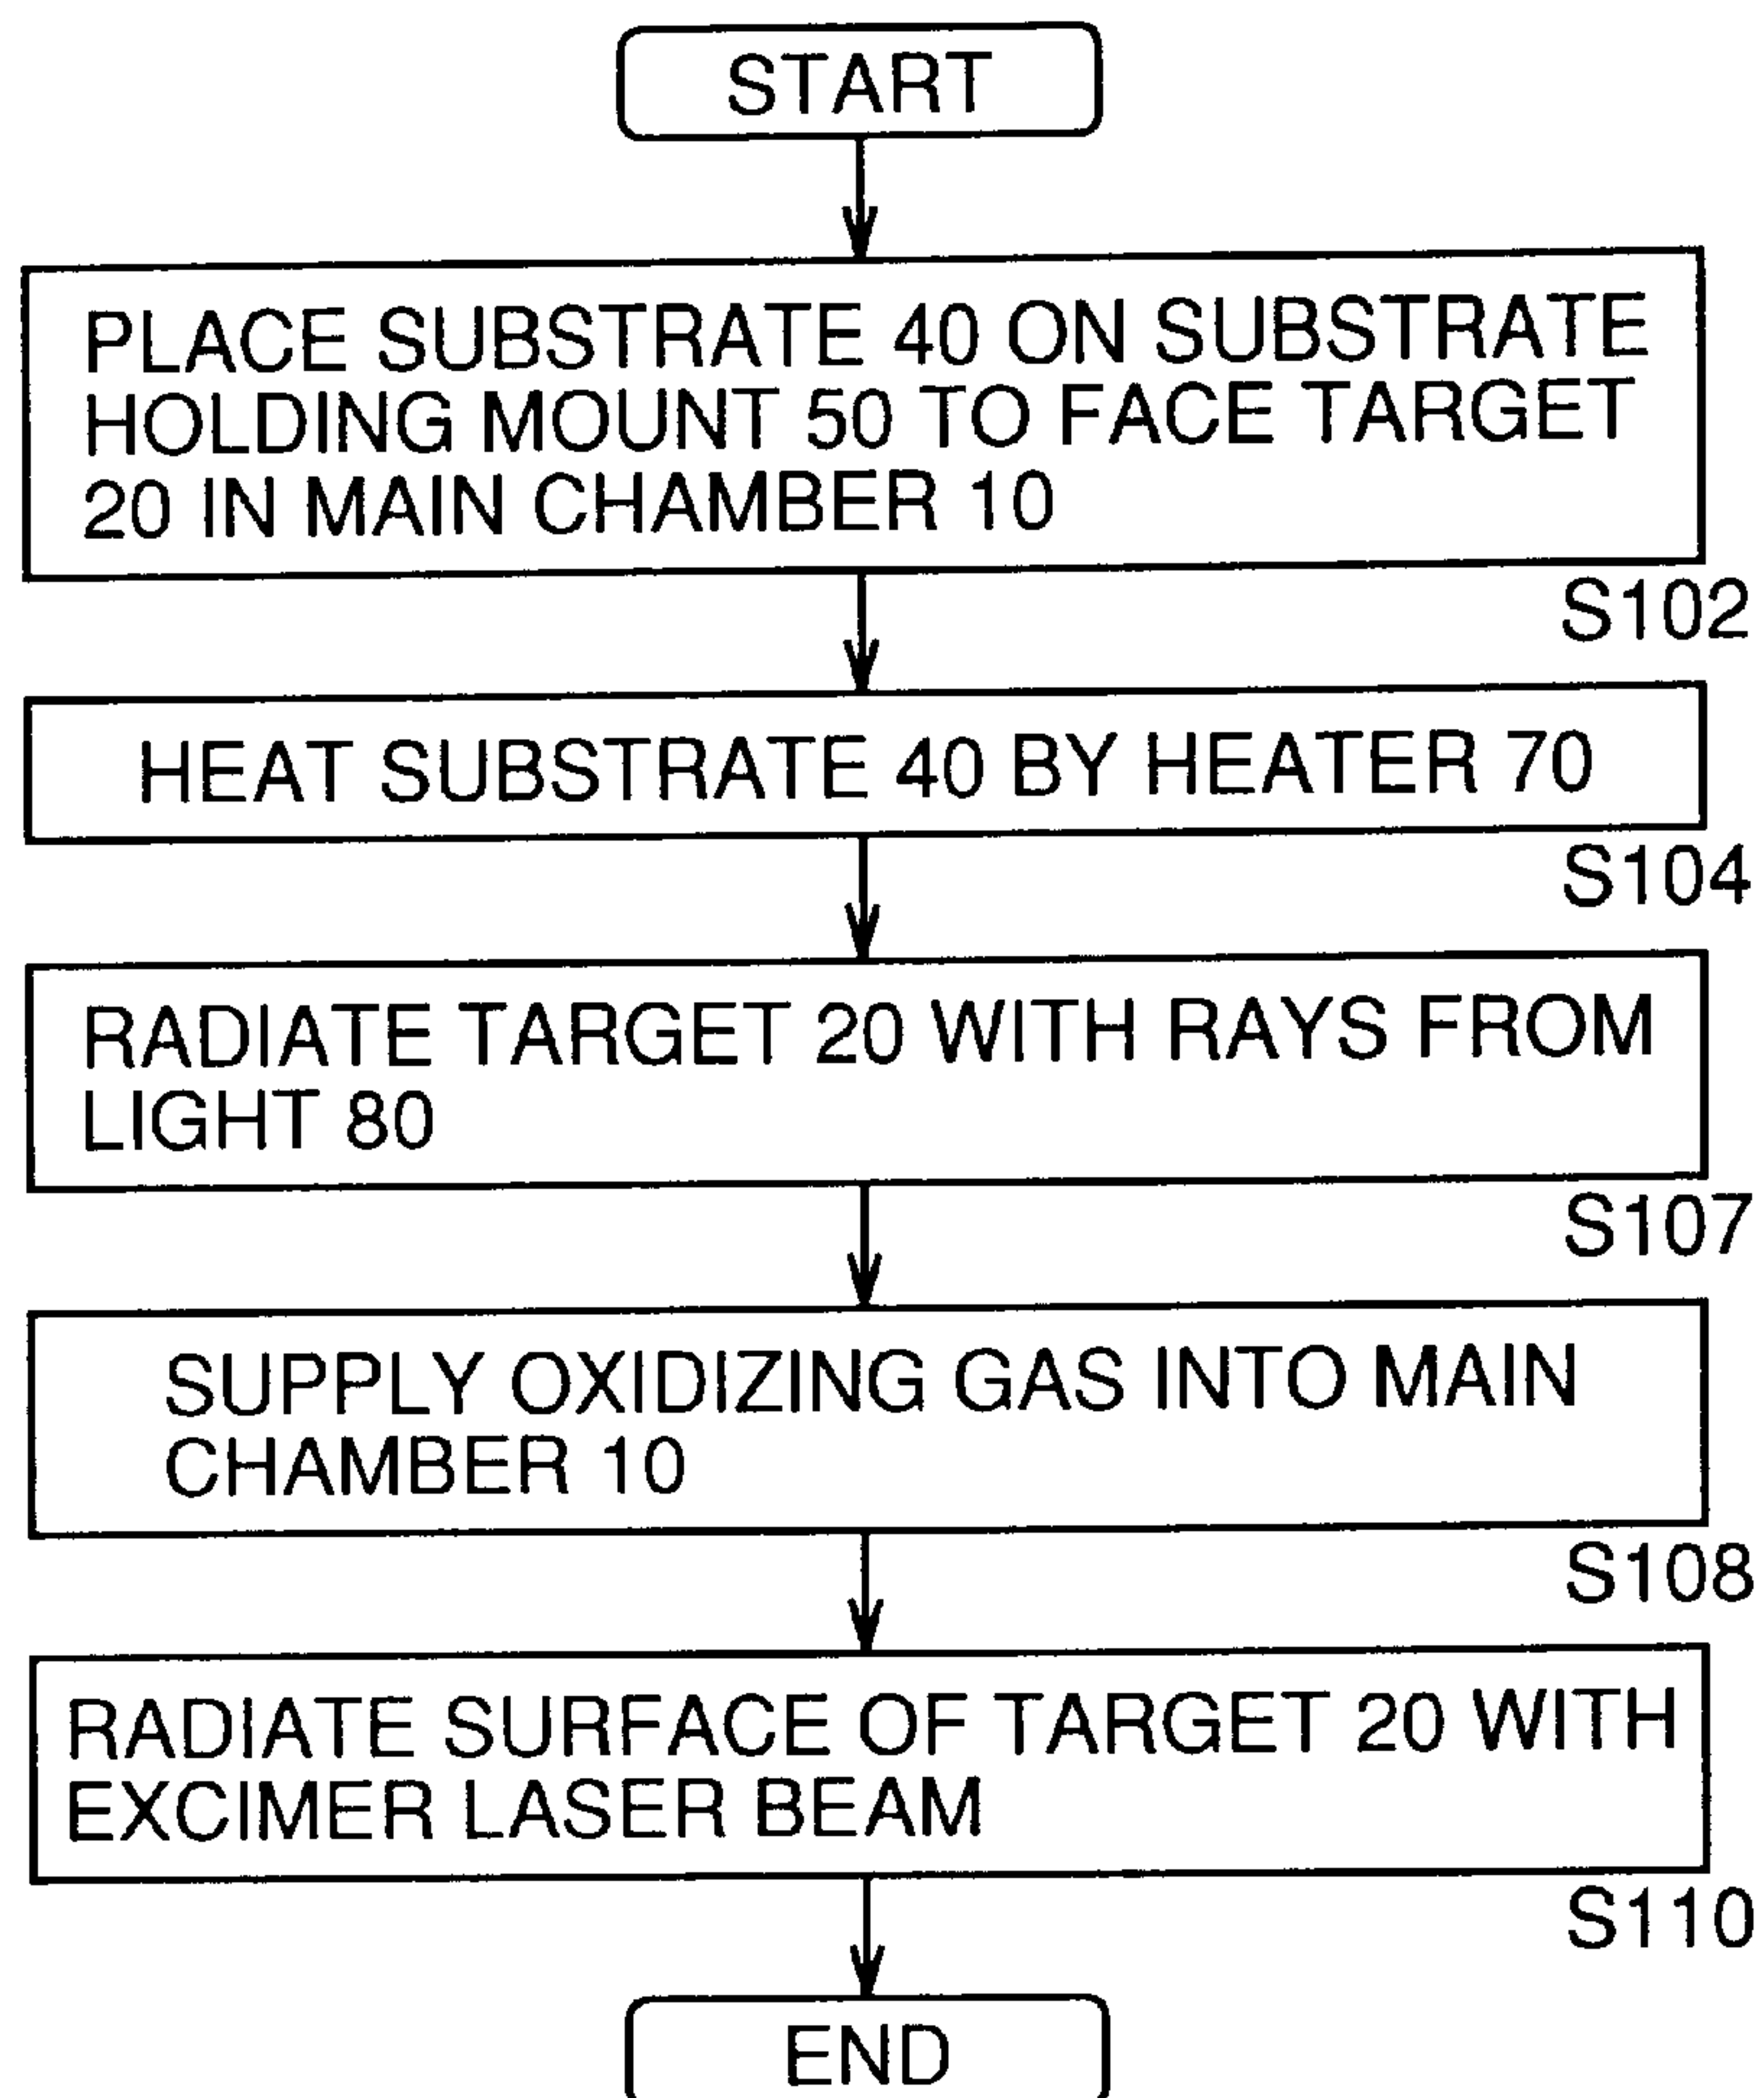 START
PLACE SUBSTRATE 40 ON SUBSTRATE
HOLDING MOUNT 50 TO FACE TARGET
20 IN MAIN CHAMBER 10
S102
HEAT SUBSTRATE 40 BY HEATER 70
S104
RADIATE TARGET 20 WITH RAYS FROM
LIGHT 80
S107
SUPPLY OXIDIZING GAS INTO MAIN
CHAMBER 10
S108
RADIATE SURFACE OF TARGET 20 WITH
EXCIMER LASER BEAM
S110
END